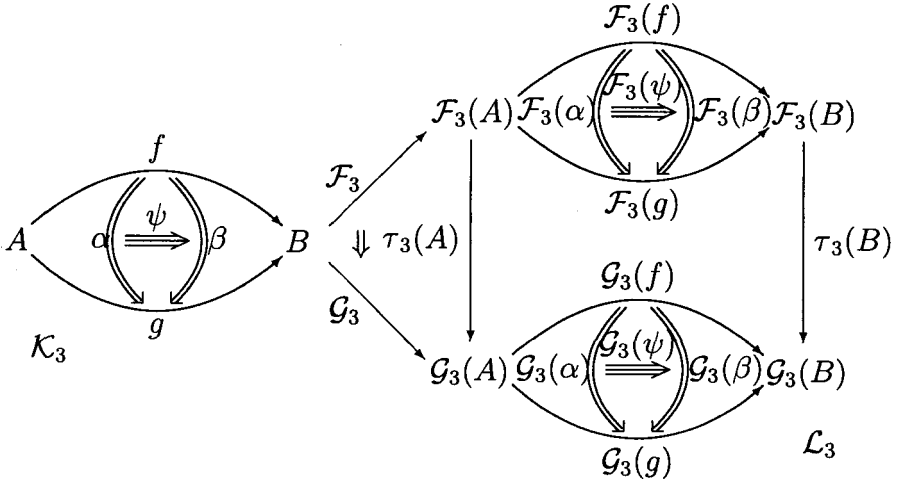 𝓕₃(f)
𝓕₃(A) 𝓕₃(α) 𝓕₃(ψ) 𝓕₃(β) 𝓕₃(B)
f
𝓕₃
𝓕₃(g)
A α ψ β B
⇓ τ₃(A)
τ₃(B)
𝓖₃(f)
𝓖₃
g
𝒦₃
𝓖₃(A) 𝓖₃(α) 𝓖₃(ψ) 𝓖₃(β) 𝓖₃(B)
ℒ₃
𝓖₃(g)